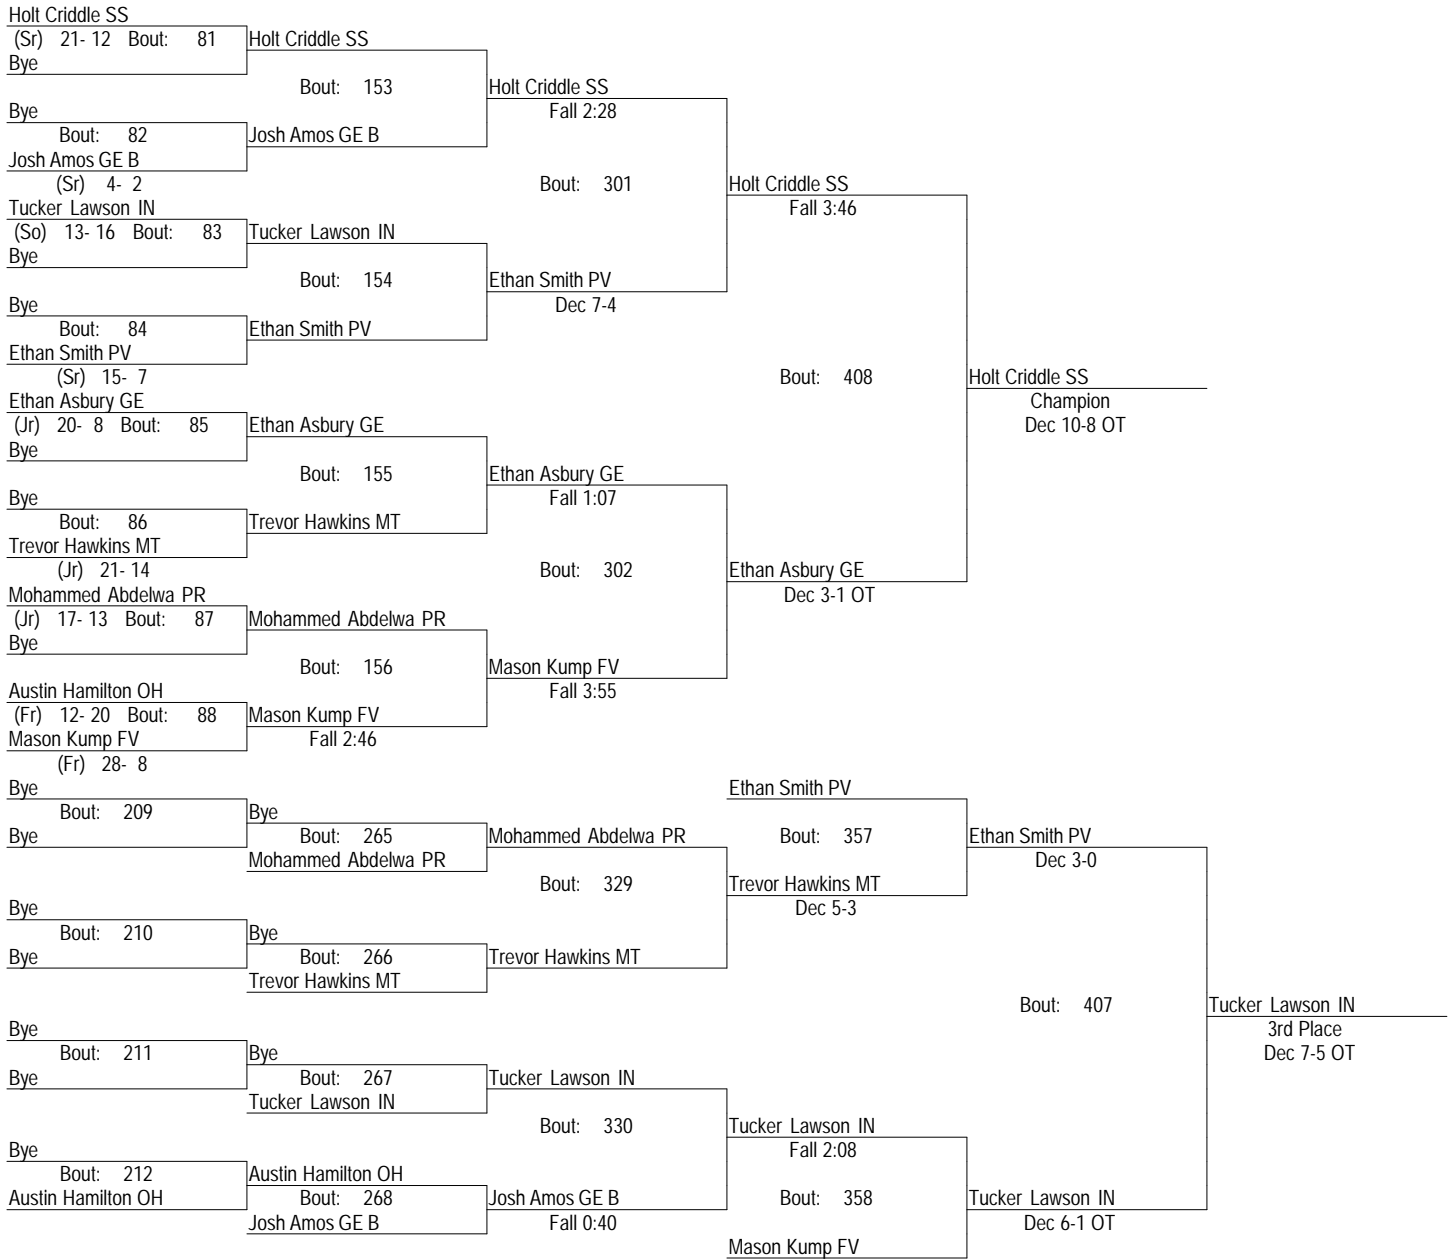 Holt Criddle SS
(Sr) 21- 12 Bout: 81 Holt Criddle SS
Bye
Bout: 153 Holt Criddle SS
Bye Fall 2:28
Bout: 82 Josh Amos GE B
Josh Amos GE B
(Sr) 4- 2 Bout: 301 Holt Criddle SS
Tucker Lawson IN Fall 3:46
(So) 13- 16 Bout: 83 Tucker Lawson IN
Bye
Bout: 154 Ethan Smith PV
Bye Dec 7-4
Bout: 84 Ethan Smith PV
Ethan Smith PV
(Sr) 15- 7 Bout: 408 Holt Criddle SS
Ethan Asbury GE Champion
(Jr) 20- 8 Bout: 85 Ethan Asbury GE Dec 10-8 OT
Bye
Bout: 155 Ethan Asbury GE
Bye Fall 1:07
Bout: 86 Trevor Hawkins MT
Trevor Hawkins MT
(Jr) 21- 14 Bout: 302 Ethan Asbury GE
Mohammed Abdelwa PR Dec 3-1 OT
(Jr) 17- 13 Bout: 87 Mohammed Abdelwa PR
Bye
Bout: 156 Mason Kump FV
Austin Hamilton OH Fall 3:55
(Fr) 12- 20 Bout: 88 Mason Kump FV
Mason Kump FV Fall 2:46
(Fr) 28- 8
Bye Ethan Smith PV
Bout: 209 Bye
Bye Bout: 265 Mohammed Abdelwa PR Bout: 357 Ethan Smith PV
Mohammed Abdelwa PR Dec 3-0
Bout: 329 Trevor Hawkins MT
Bye Dec 5-3
Bout: 210 Bye
Bye Bout: 266 Trevor Hawkins MT
Trevor Hawkins MT
Bout: 407 Tucker Lawson IN
Bye 3rd Place
Bout: 211 Bye Dec 7-5 OT
Bye Bout: 267 Tucker Lawson IN
Tucker Lawson IN
Bout: 330 Tucker Lawson IN
Bye Fall 2:08
Bout: 212 Austin Hamilton OH
Austin Hamilton OH Bout: 268 Josh Amos GE B Bout: 358 Tucker Lawson IN
Josh Amos GE B Fall 0:40 Dec 6-1 OT
Mason Kump FV